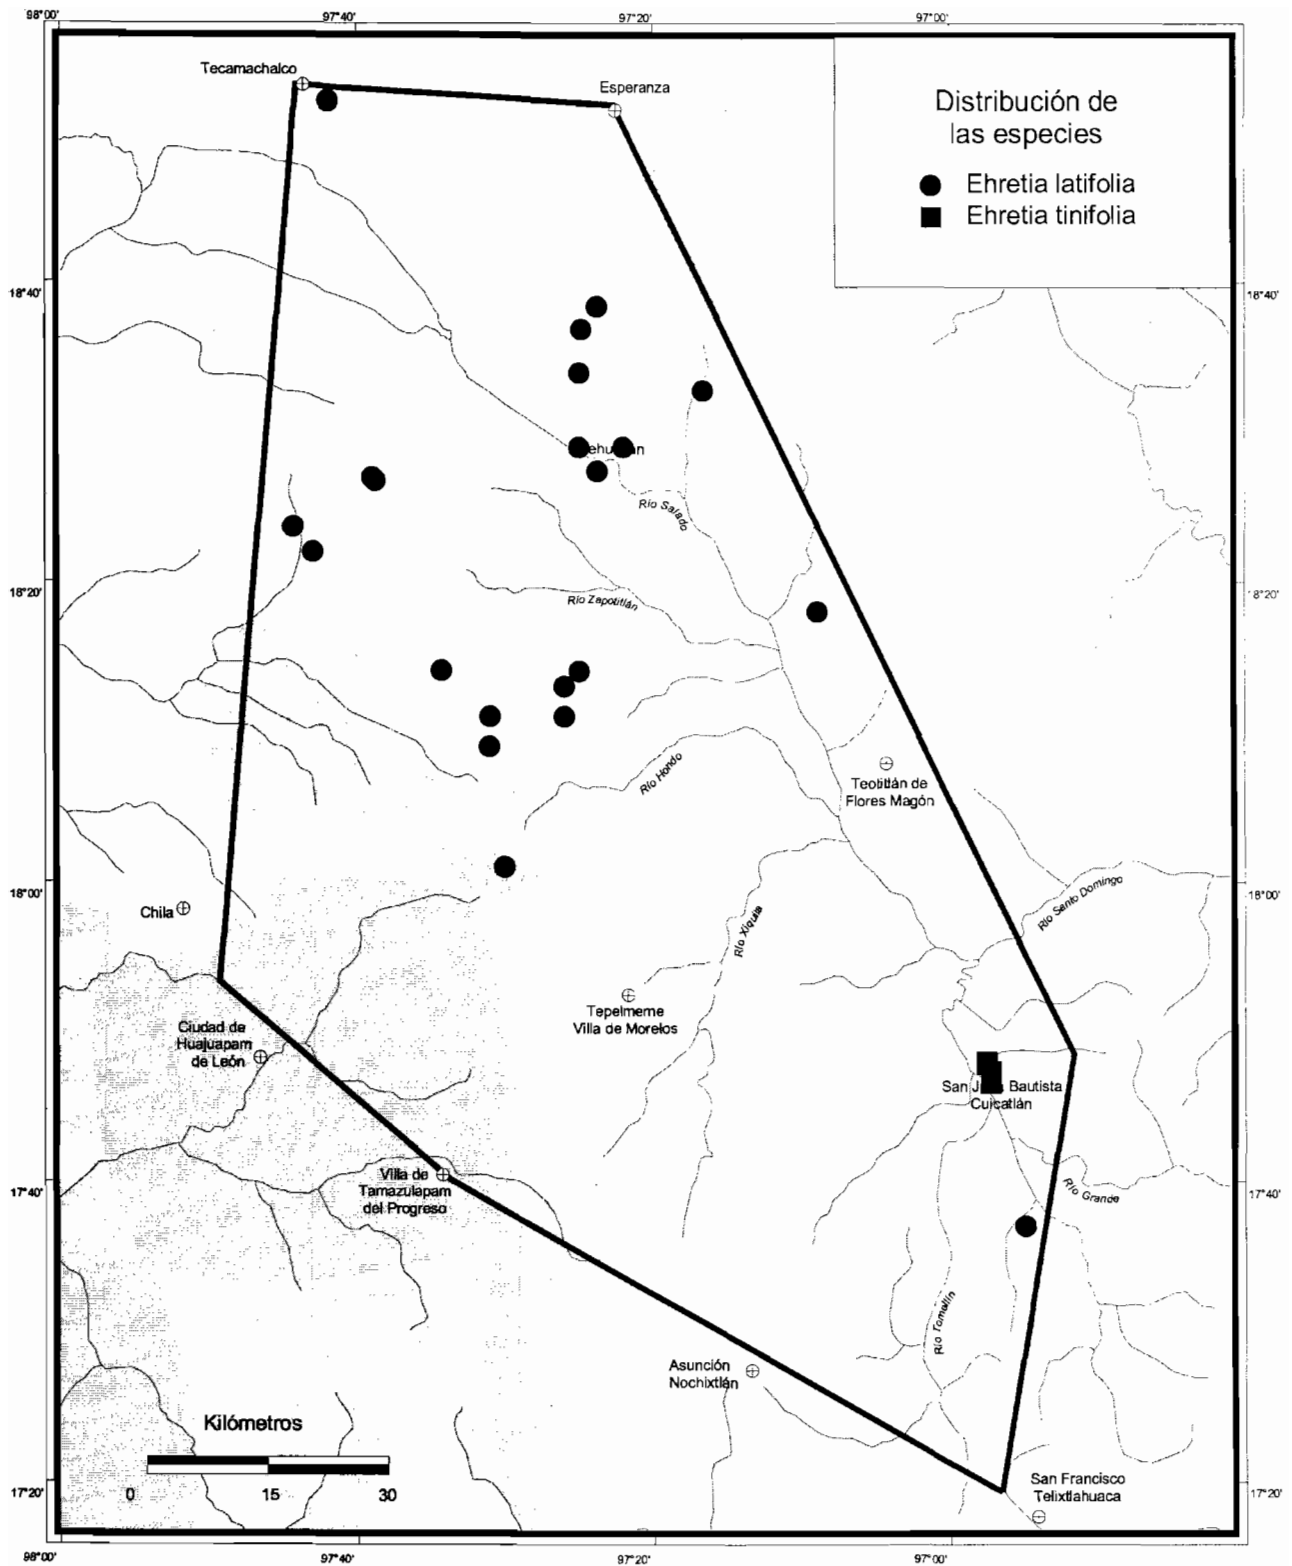 98°00'
97°40'
97°20'
97°00'
Tecamachalco
Esperanza
Distribución de
las especies
Ehretia latifolia
Ehretia tinifolia
18°40'
18°40'
Río Salado
18°20'
18°20'
Río Zapotitlán
Río Hondo
Teotitlán de
Flores Magón
18°00'
18°00'
Chila
Río Santo Domingo
Río Xiquila
Tepelmeme
Villa de Morelos
Ciudad de
Huajuapam
de León
San Juan Bautista
Cuicatlán
Villa de
Tamazulapam
del Progreso
17°40'
17°40'
Río Grande
Río Tomellín
Asunción
Nochixtlán
Kilómetros
0 15 30
San Francisco
Telixtlahuaca
17°20'
17°20'
98°00'
97°40'
97°20'
97°00'